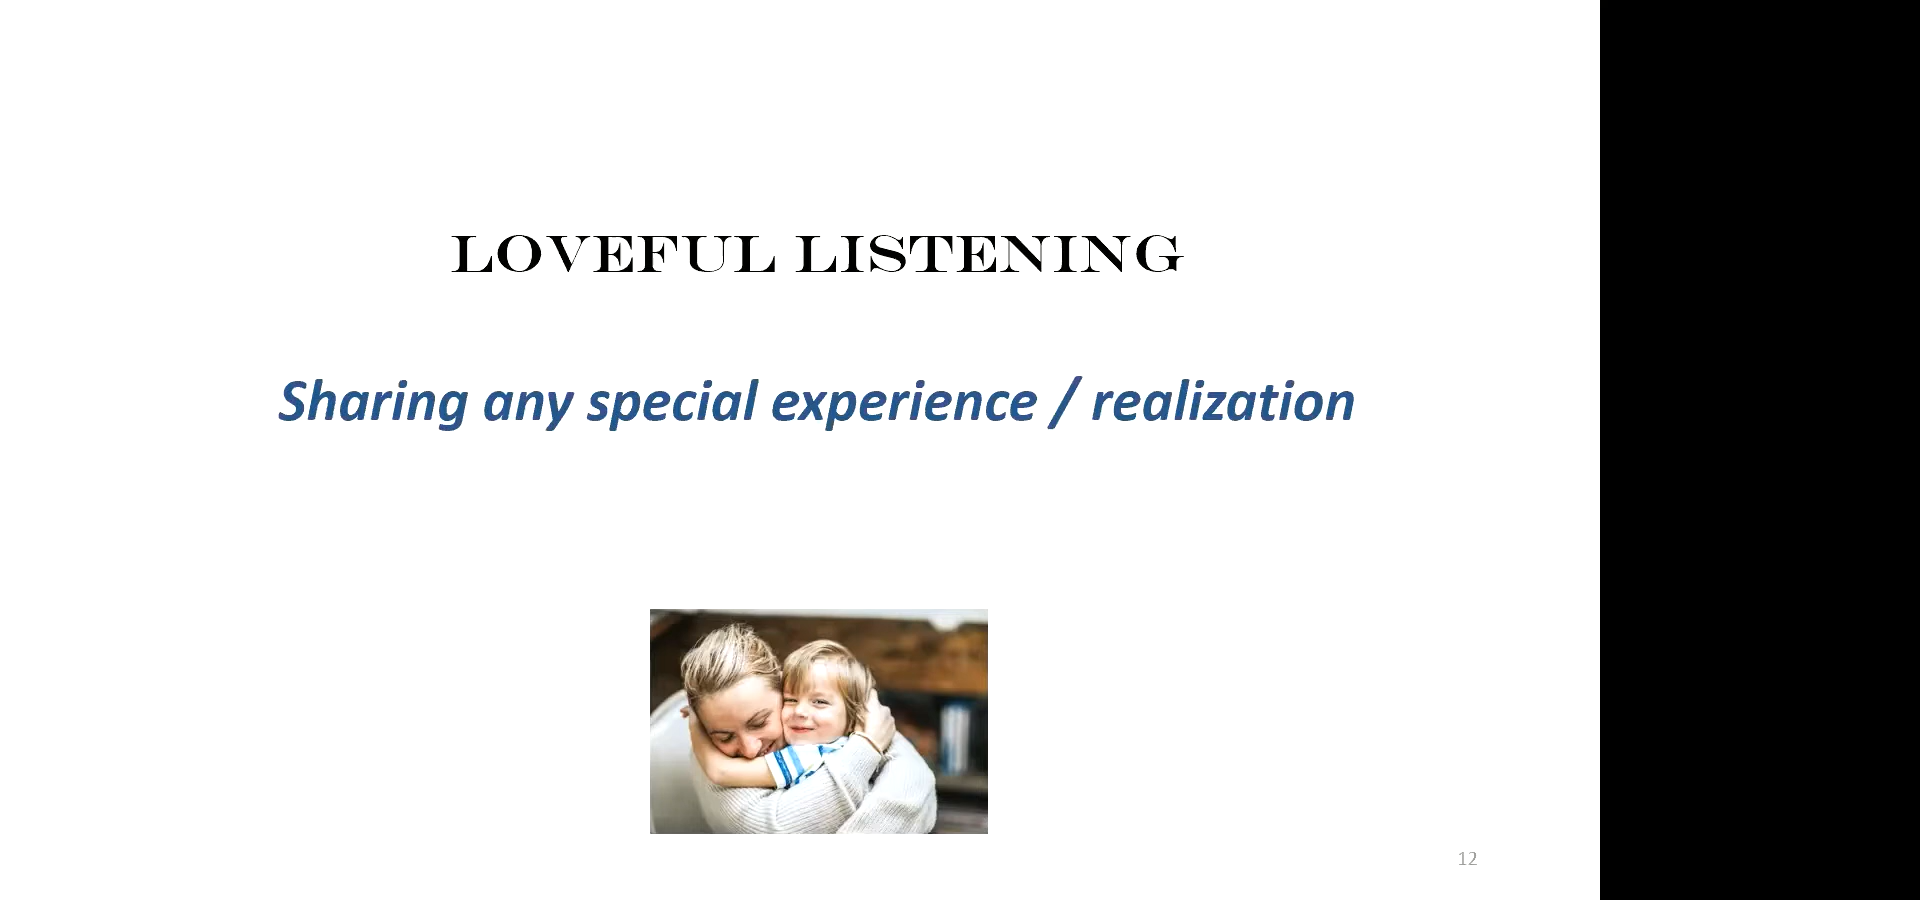 LOVEFUL LISTENING
Sharing any special experience / realization
12